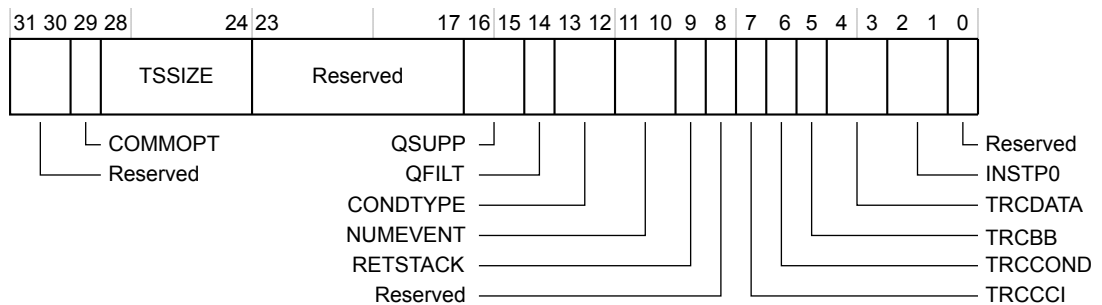 31 30 29 28 24 23 17 16 15 14 13 12 11 10 9 8 7 6 5 4 3 2 1 0
TSSIZE Reserved
COMMOPT QSUPP Reserved
Reserved QFILT INSTP0
CONDTYPE TRCDATA
NUMEVENT TRCBB
RETSTACK TRCCOND
Reserved TRCCCI